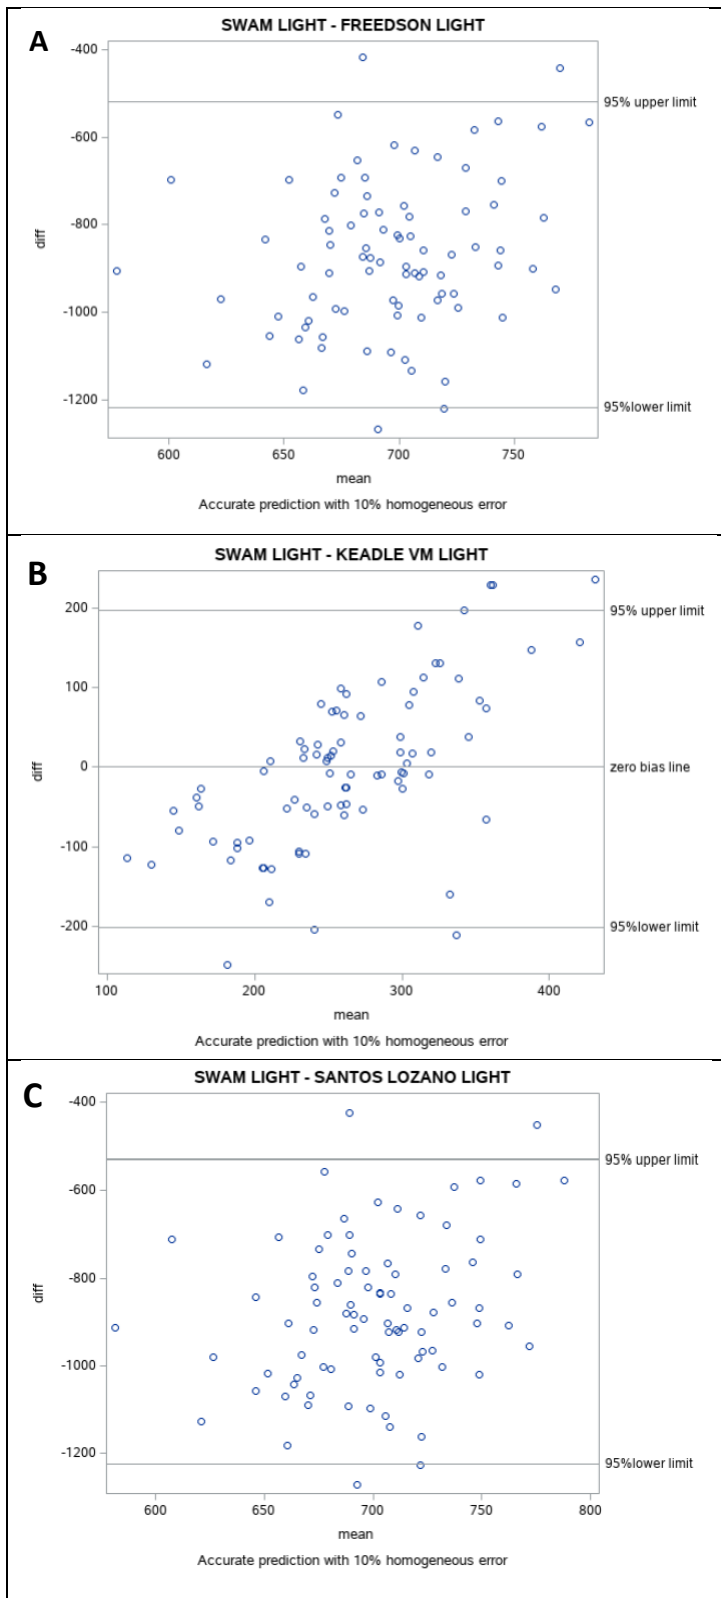 A
SWAM LIGHT - FREEDSON LIGHT
-400
95% upper limit
-600
-800
diff
-1000
-1200
95%lower limit
600 650 700 750
mean
Accurate prediction with 10% homogeneous error
B
SWAM LIGHT - KEADLE VM LIGHT
200
95% upper limit
100
0
zero bias line
diff
-100
-200
95%lower limit
100 200 300 400
mean
Accurate prediction with 10% homogeneous error
C
SWAM LIGHT - SANTOS LOZANO LIGHT
-400
95% upper limit
-600
-800
diff
-1000
-1200
95%lower limit
600 650 700 750 800
mean
Accurate prediction with 10% homogeneous error